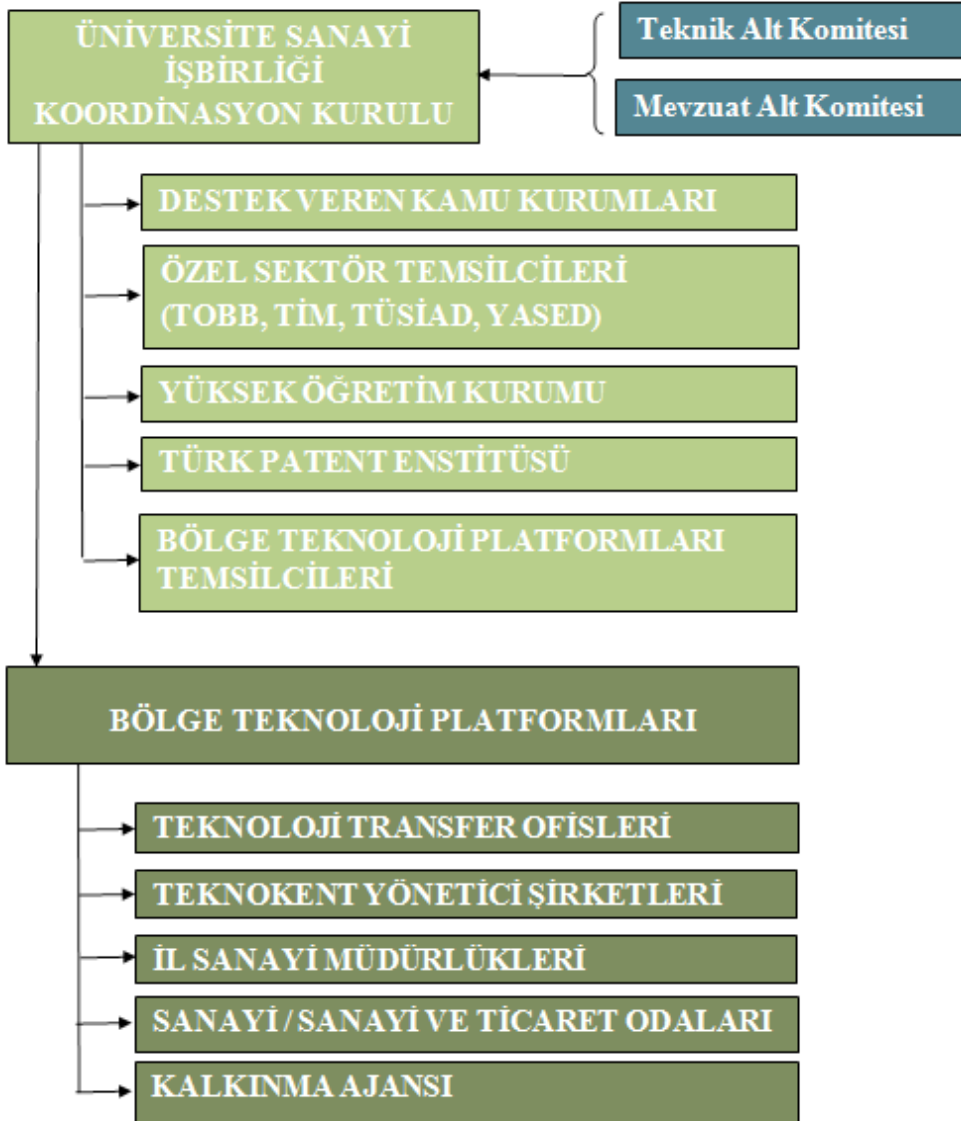 ÜNİVERSİTE SANAYİ
İŞBİRLİĞİ
KOORDİNASYON KURULU
Teknik Alt Komitesi
Mevzuat Alt Komitesi
DESTEK VEREN KAMU KURUMLARI
ÖZEL SEKTÖR TEMSİLCİLERİ
(TOBB, TİM, TÜSİAD, YASED)
YÜKSEK ÖĞRETİM KURUMU
TÜRK PATENT ENSTİTÜSÜ
BÖLGE TEKNOLOJİ PLATFORMLARI
TEMSİLCİLERİ
BÖLGE TEKNOLOJİ PLATFORMLARI
TEKNOLOJİ TRANSFER OFİSLERİ
TEKNOKENT YÖNETİCİ ŞİRKETLERİ
İL SANAYİ MÜDÜRLÜKLERİ
SANAYİ / SANAYİ VE TİCARET ODALARI
KALKINMA AJANSI